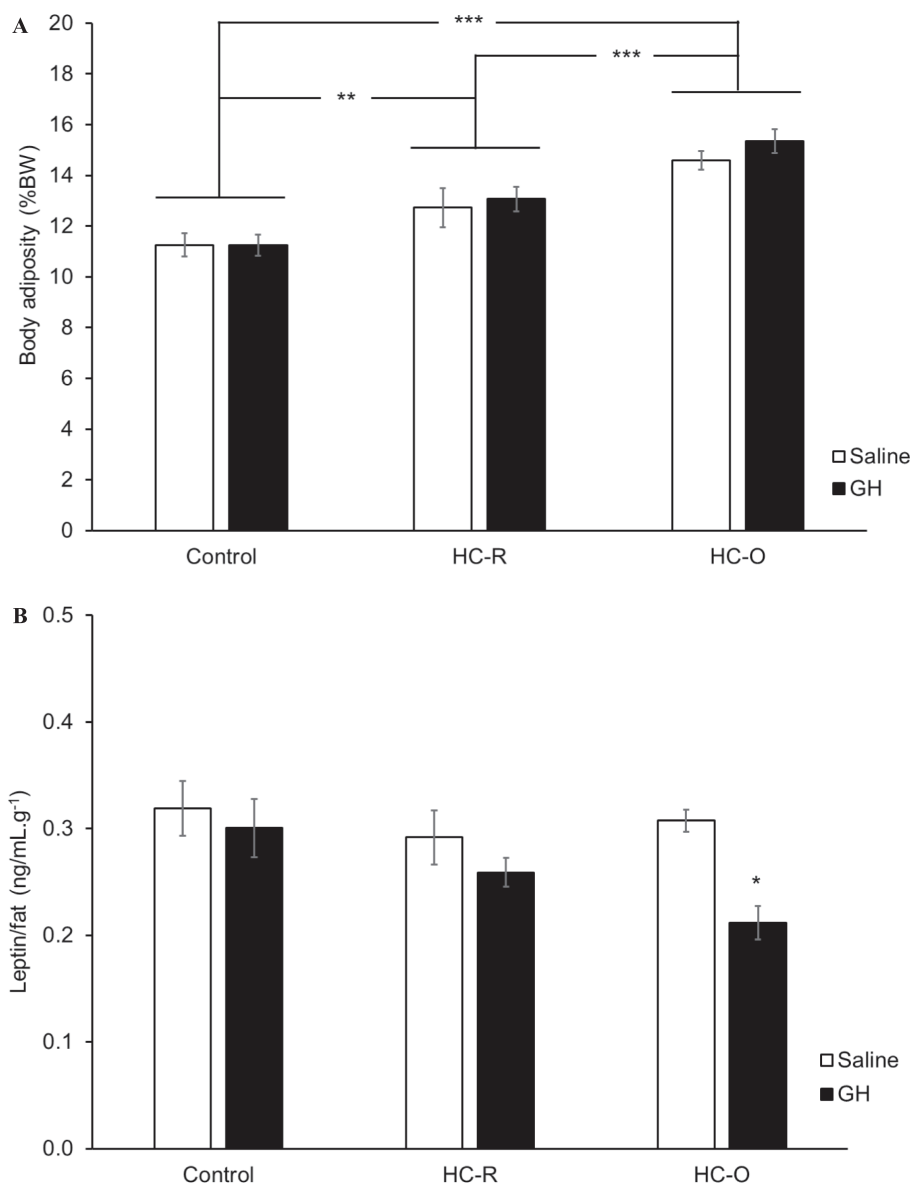 A
Body adiposity (%BW)
20
18
16
14
12
10
8
6
4
2
0
***
***
**
Saline
GH
Control HC-R HC-O
B
Leptin/fat (ng/mL.g-1)
0.5
0.4
0.3
0.2
0.1
0.0
*
Saline
GH
Control HC-R HC-O